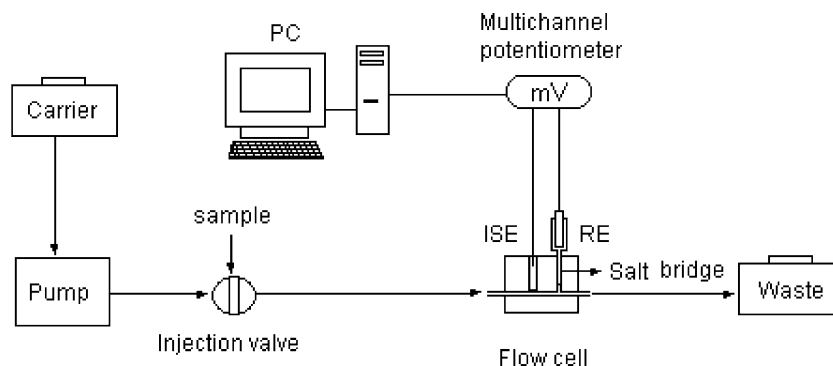 PC
Multichannel
potentiometer
mV
Carrier
sample
ISE
RE
Salt bridge
Pump
Waste
Injection valve
Flow cell